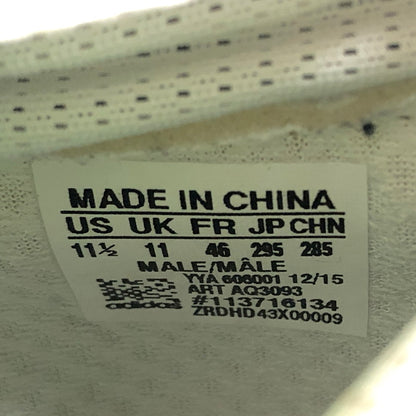 MADE IN CHINA
US UK FR JP CHN
11½ 11 46 295 285
MALE/MÂLE
YYA 606001 12/15
ART AQ3093
adidas #113716134
ZRDHD43X00009